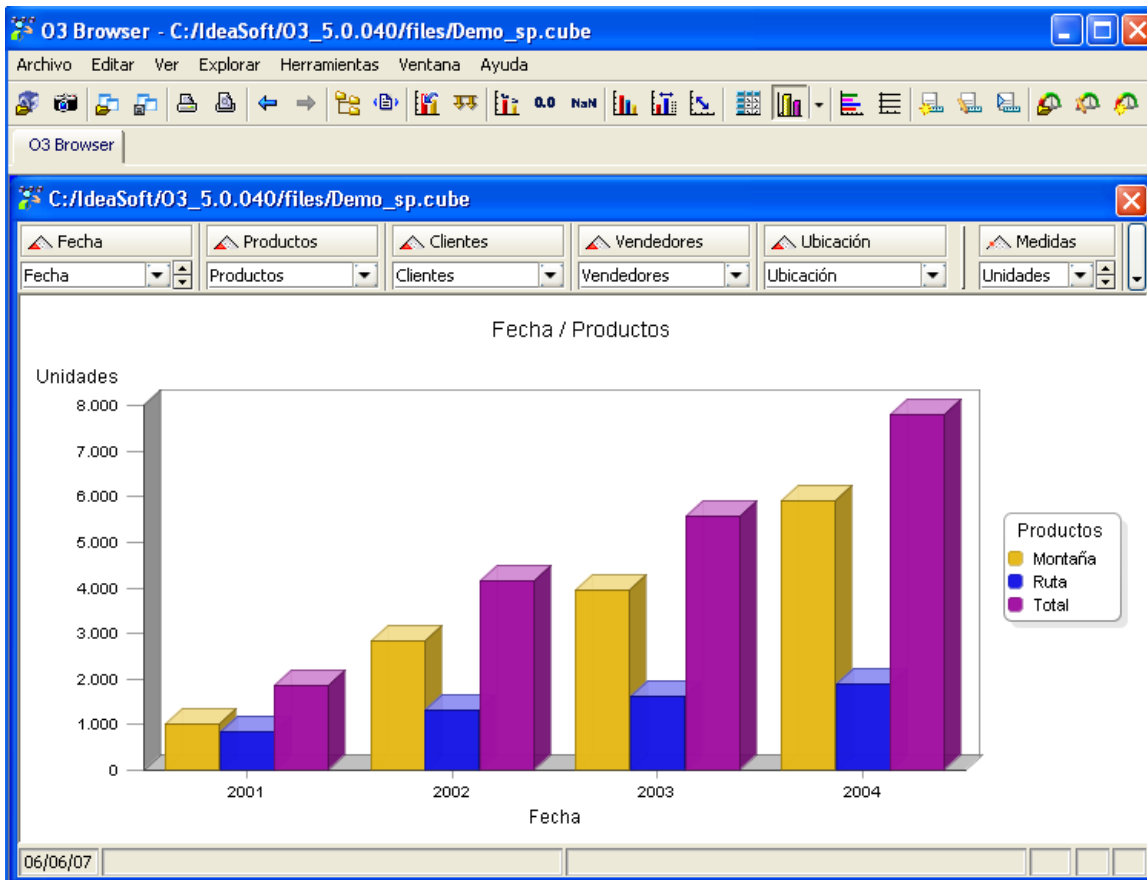 O3 Browser - C:/IdeaSoft/O3_5.0.040/files/Demo_sp.cube
Archivo Editar Ver Explorar Herramientas Ventana Ayuda
0.0 NaN
O3 Browser
C:/IdeaSoft/O3_5.0.040/files/Demo_sp.cube
Fecha Productos Clientes Vendedores Ubicación Medidas
Fecha Productos Clientes Vendedores Ubicación Unidades
Fecha / Productos
Unidades
8.000
7.000
6.000
5.000
4.000
3.000
2.000
1.000
0
Productos
Montaña
Ruta
Total
2001 2002 2003 2004
Fecha
06/06/07